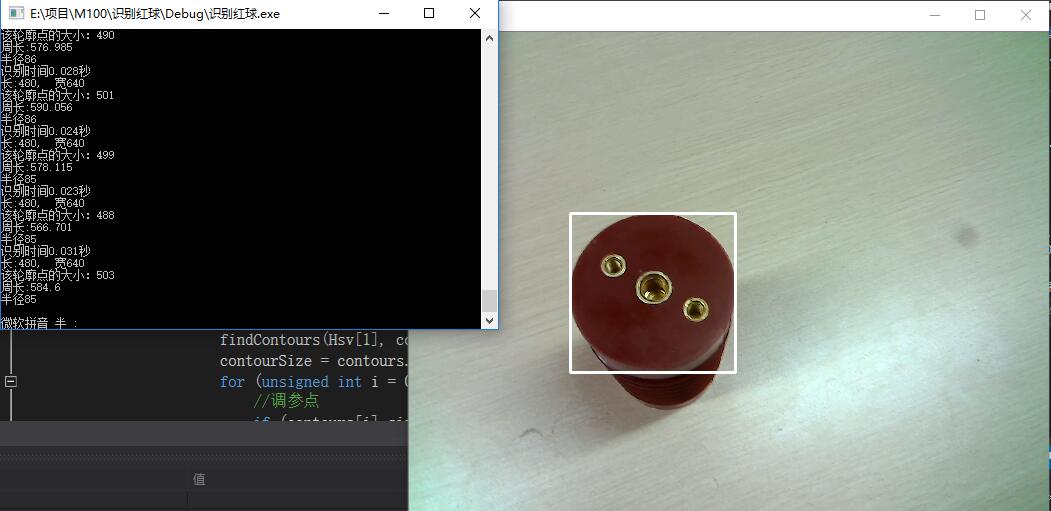 E:\项目\M100\识别红球\Debug\识别红球.exe
该轮廓点的大小：490
周长:576.985
半径86
识别时间0.028秒
长:480， 宽640
该轮廓点的大小：501
周长:590.056
半径86
识别时间0.024秒
长:480， 宽640
该轮廓点的大小：499
周长:578.115
半径85
识别时间0.023秒
长:480， 宽640
该轮廓点的大小：488
周长:566.701
半径85
识别时间0.031秒
长:480， 宽640
该轮廓点的大小：503
周长:584.6
半径85
微软拼音 半 :
findContours(Hsv[1], co
contourSize = contours.
for (unsigned int i = 0
//调参点
值